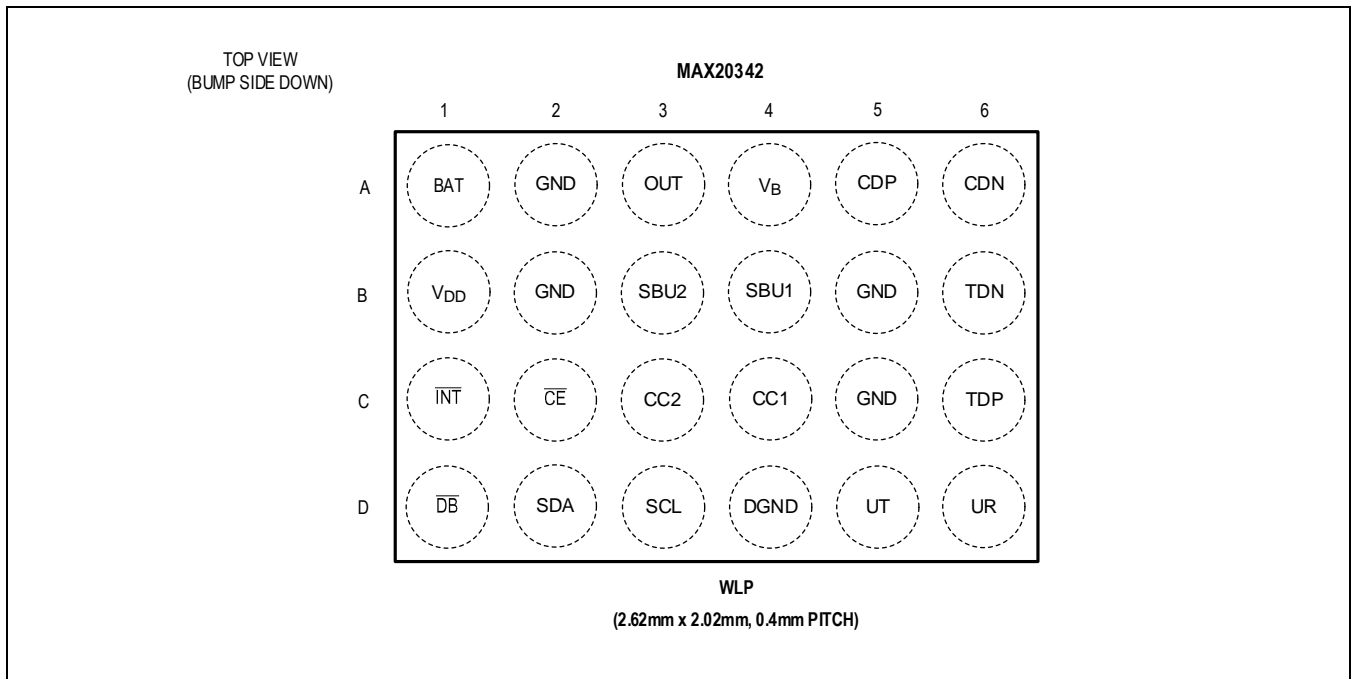 TOP VIEW
(BUMP SIDE DOWN)
MAX20342
1 2 3 4 5 6
A BAT GND OUT VB CDP CDN
B VDD GND SBU2 SBU1 GND TDN
C INT CE CC2 CC1 GND TDP
D DB SDA SCL DGND UT UR
WLP
(2.62mm x 2.02mm, 0.4mm PITCH)